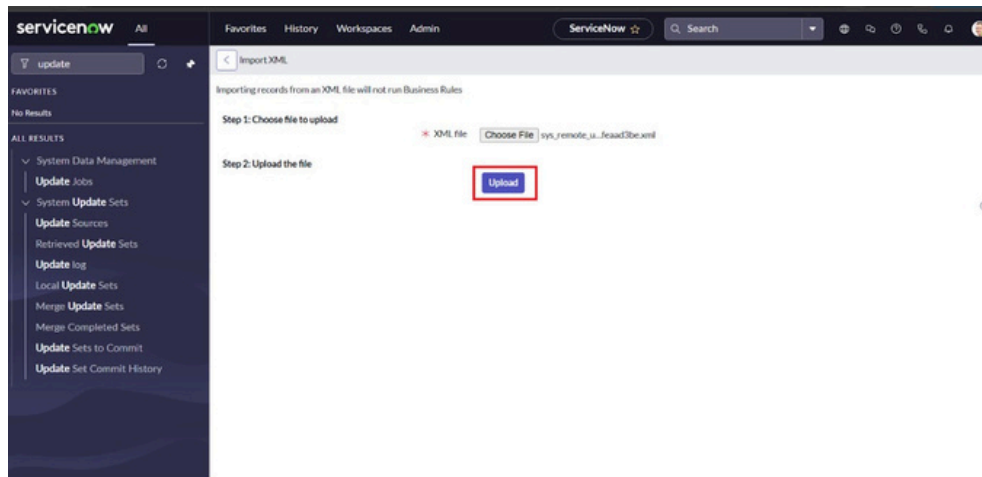 servicenow All Favorites History Workspaces Admin ServiceNow Search
update
Import XML
Importing records from an XML file will not run Business Rules
FAVORITES
No Results
Step 1: Choose file to upload
XML file Choose File sys_remote_u...feaad3be.xml
ALL RESULTS
System Data Management
Step 2: Upload the file
Update Jobs
Upload
System Update Sets
Update Sources
Retrieved Update Sets
Update log
Local Update Sets
Merge Update Sets
Merge Completed Sets
Update Sets to Commit
Update Set Commit History